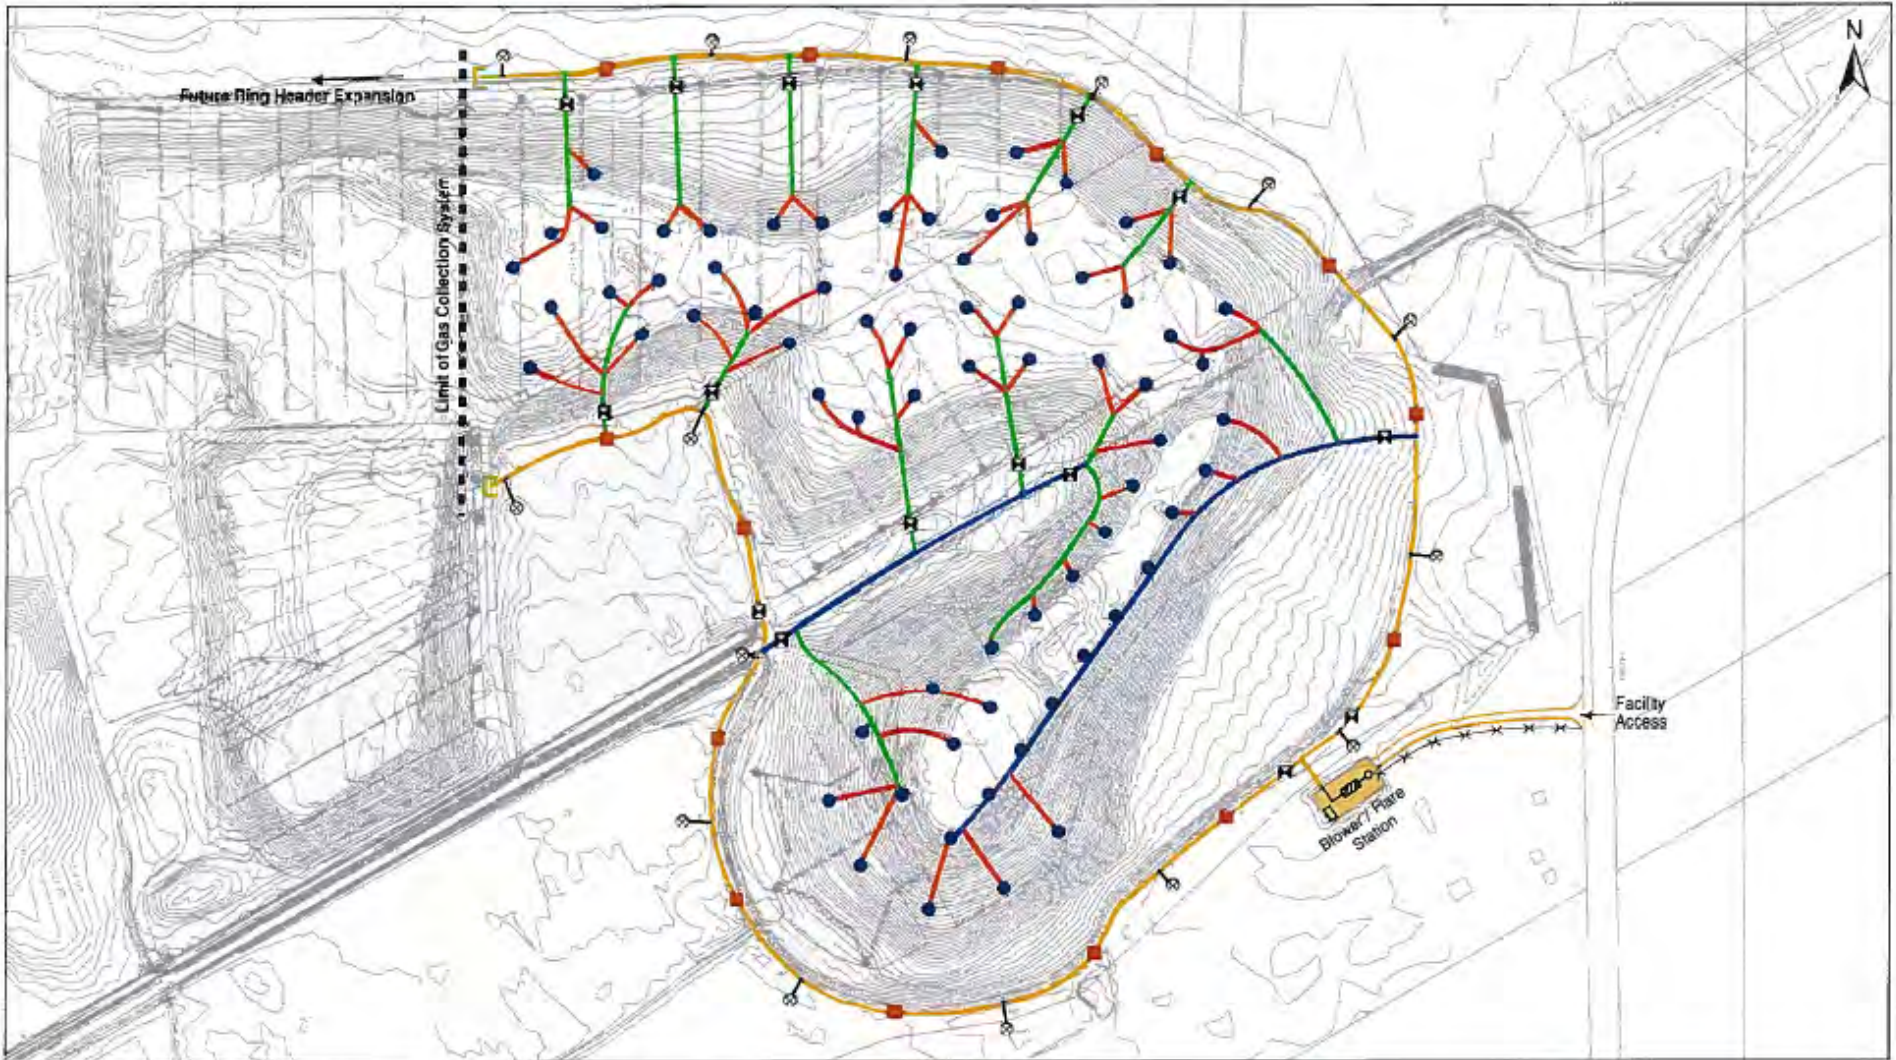 N
Future Ring Header Expansion
Limit of Gas Collection System
Facility
Access
Blower / Flare
Station